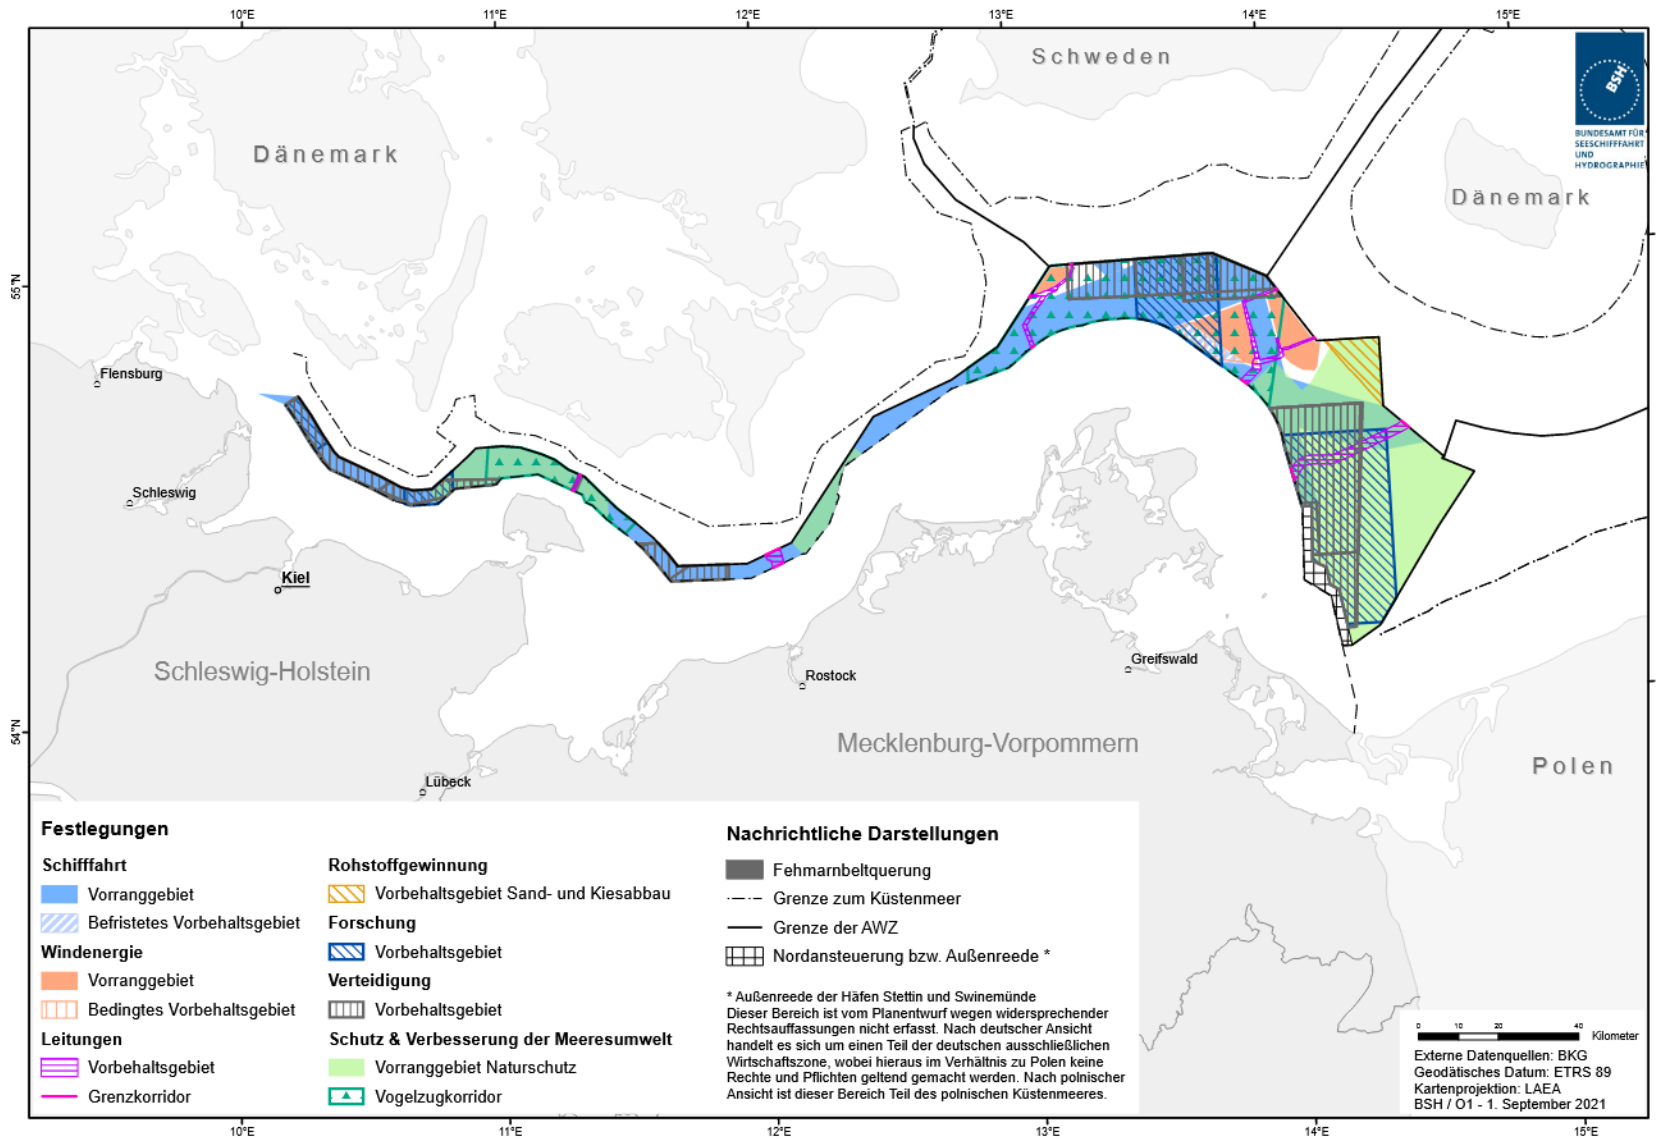 10°E
11°E
12°E
13°E
14°E
15°E
Schweden
BSH
BUNDESAMT FÜR
SEESCHIFFFAHRT
UND
HYDROGRAPHIE
Dänemark
Dänemark
55°N
Flensburg
Schleswig
Kiel
Schleswig-Holstein
Rostock
Greifswald
Mecklenburg-Vorpommern
54°N
Polen
Lübeck
Festlegungen
Schifffahrt
Vorranggebiet
Befristetes Vorbehaltsgebiet
Windenergie
Vorranggebiet
Bedingtes Vorbehaltsgebiet
Leitungen
Vorbehaltsgebiet
Grenzkorridor
Rohstoffgewinnung
Vorbehaltsgebiet Sand- und Kiesabbau
Forschung
Vorbehaltsgebiet
Verteidigung
Vorbehaltsgebiet
Schutz & Verbesserung der Meeresumwelt
Vorranggebiet Naturschutz
Vogelzugkorridor
Nachrichtliche Darstellungen
Fehmarnbeltquerung
Grenze zum Küstenmeer
Grenze der AWZ
Nordansteuerung bzw. Außenreede *
* Außenreede der Häfen Stettin und Swinemünde
Dieser Bereich ist vom Planentwurf wegen widersprechender
Rechtsauffassungen nicht erfasst. Nach deutscher Ansicht
handelt es sich um einen Teil der deutschen ausschließlichen
Wirtschaftszone, wobei hieraus im Verhältnis zu Polen keine
Rechte und Pflichten geltend gemacht werden. Nach polnischer
Ansicht ist dieser Bereich Teil des polnischen Küstenmeeres.
0 10 20 40
Kilometer
Externe Datenquellen: BKG
Geodätisches Datum: ETRS 89
Kartenprojektion: LAEA
BSH / O1 - 1. September 2021
10°E
11°E
12°E
13°E
14°E
15°E